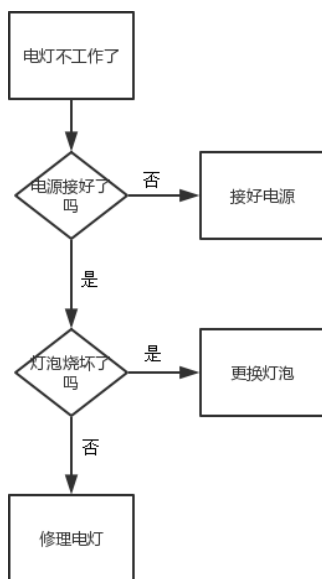 电灯不工作了
电源接好了
吗
否
接好电源
是
灯泡烧坏了
吗
是
更换灯泡
否
修理电灯